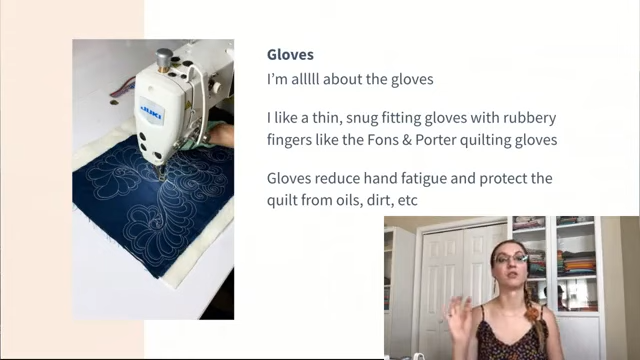 Gloves
I'm alllll about the gloves
I like a thin, snug fitting gloves with rubbery
fingers like the Fons & Porter quilting gloves
Gloves reduce hand fatigue and protect the
quilt from oils, dirt, etc
JUKI